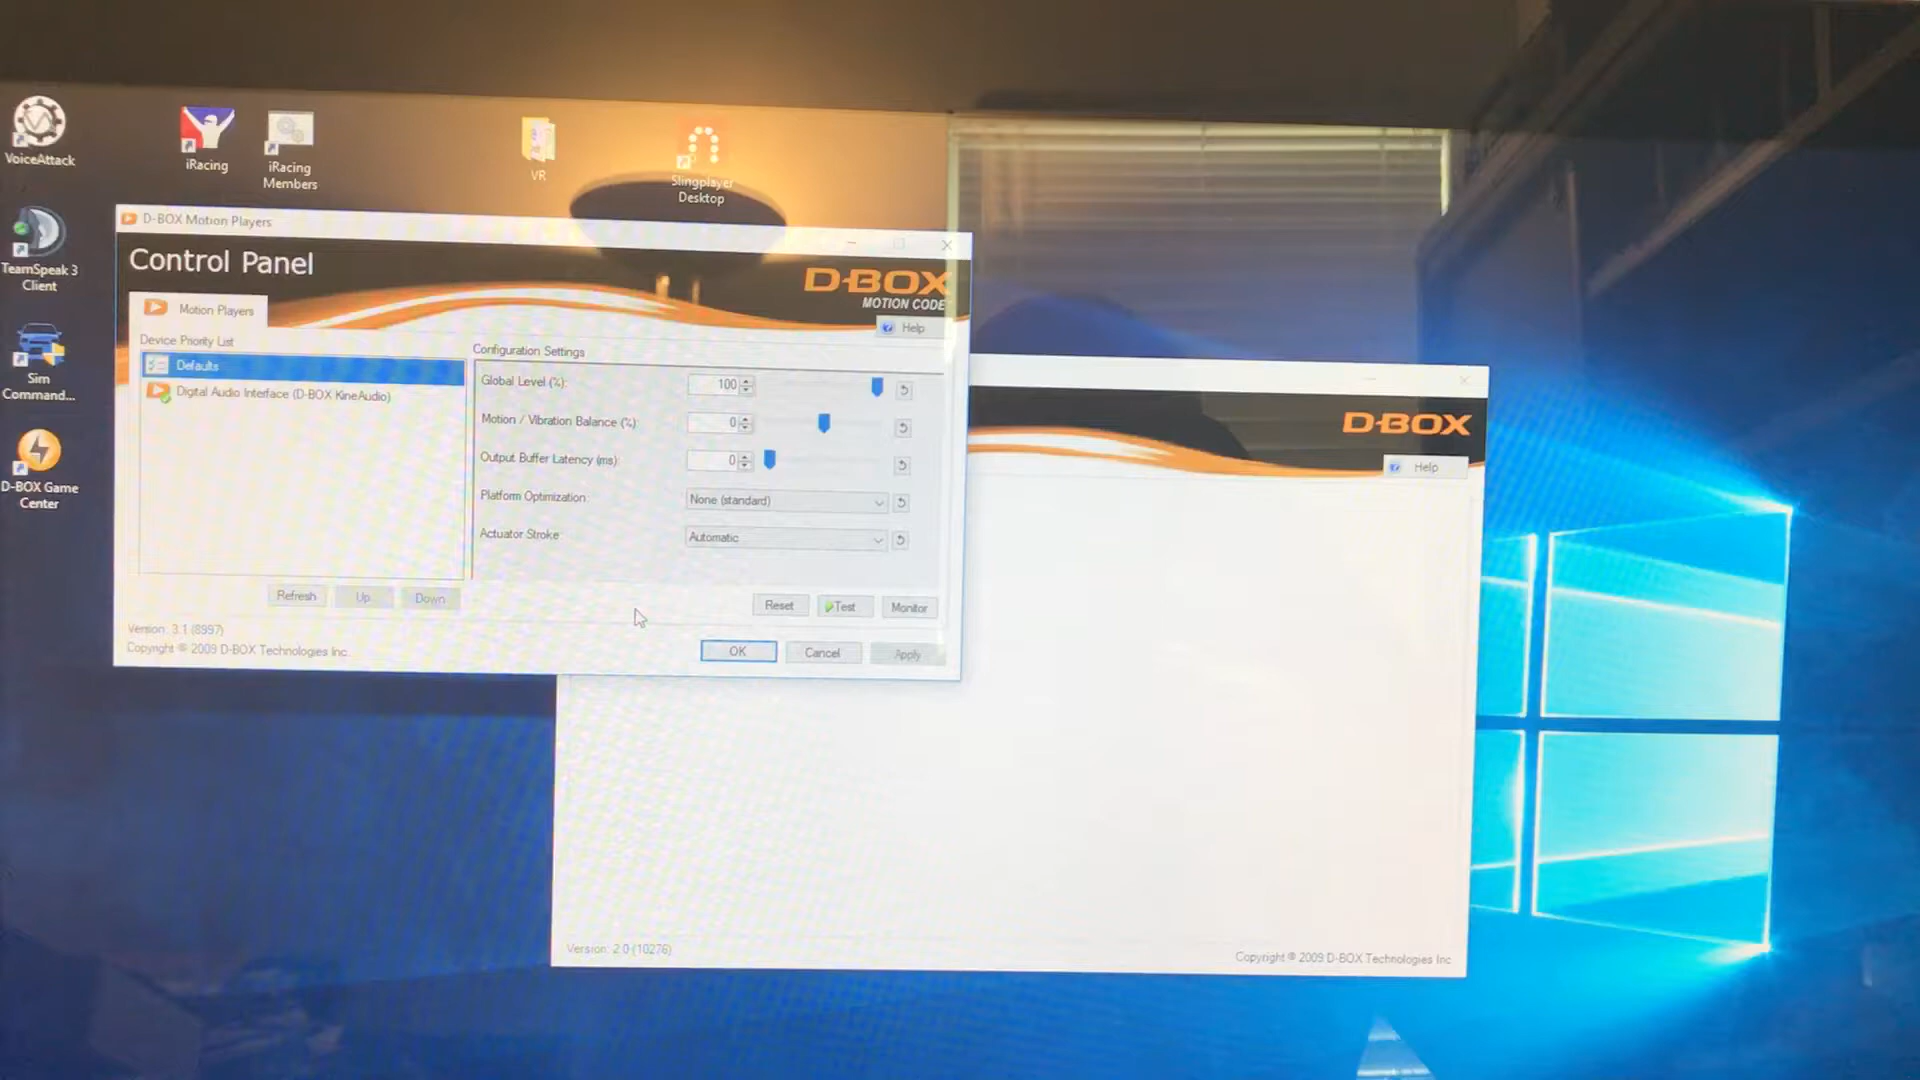 VoiceAttack
iRacing
iRacing
Members
VR
Slingplayer
Desktop
TeamSpeak 3
Client
Sim
Command...
D-BOX Game
Center
D-BOX Motion Players
Control Panel
D-BOX
MOTION CODE
Help
Motion Players
Device Priority List
Defaults
Digital Audio Interface (D-BOX KineAudio)
Configuration Settings
Global Level (%):
100
Motion / Vibration Balance (%):
0
Output Buffer Latency (ms):
0
Platform Optimization:
None (standard)
Actuator Stroke:
Automatic
Refresh
Up
Down
Reset
Test
Monitor
Version: 3.1 (8997)
Copyright © 2009 D-BOX Technologies Inc.
OK
Cancel
Apply
D-BOX
Help
Version: 2.0 (10276)
Copyright © 2009 D-BOX Technologies Inc